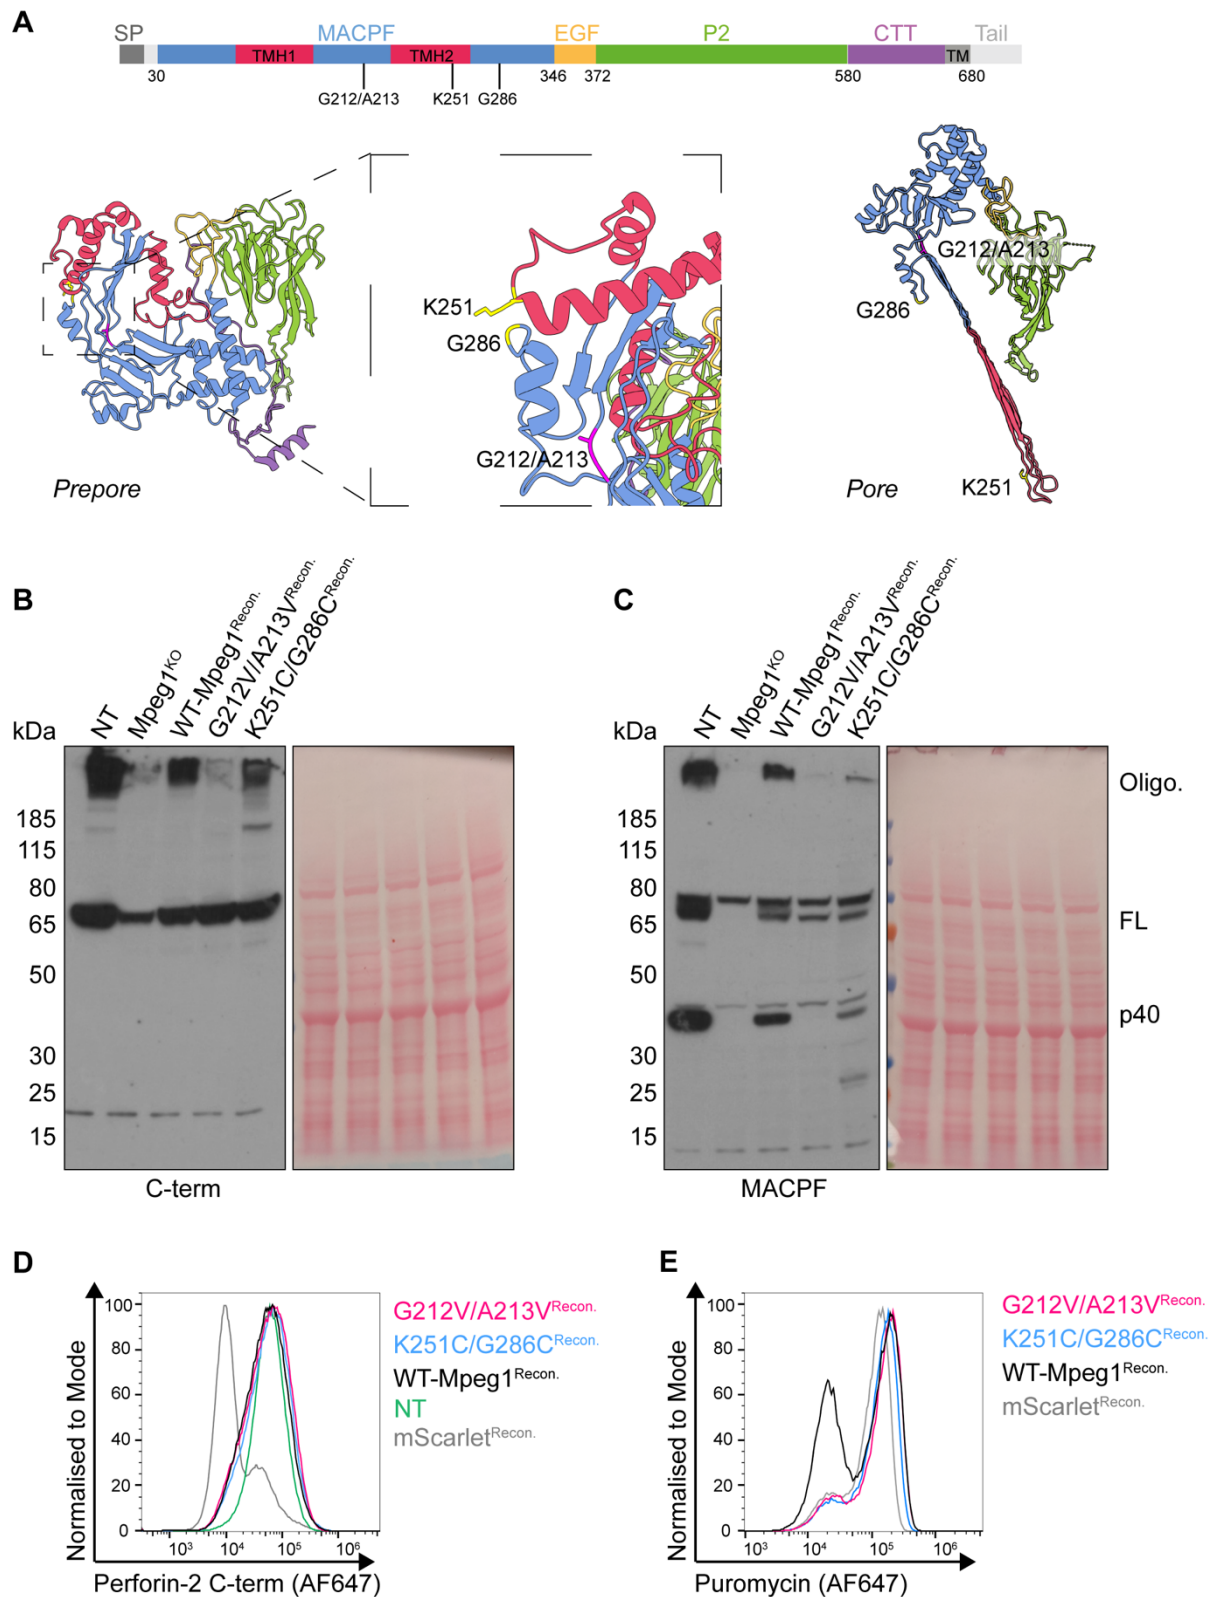 A
SP MACPF EGF P2 CTT Tail
TMH1 TMH2 TM
30 346 372 580 680
G212/A213 K251 G286
K251
G286
G212/A213
Prepore
G212/A213
G286
K251
Pore
B
NT
Mpeg1KO
WT-Mpeg1Recon.
G212V/A213VRecon.
K251C/G286CRecon.
kDa
185
115
80
65
50
30
25
15
C-term
C
NT
Mpeg1KO
WT-Mpeg1Recon.
G212V/A213VRecon.
K251C/G286CRecon.
kDa
185
115
80
65
50
30
25
15
Oligo.
FL
p40
MACPF
D
Normalised to Mode
100
80
60
40
20
0
10³ 10⁴ 10⁵ 10⁶
Perforin-2 C-term (AF647)
G212V/A213VRecon.
K251C/G286CRecon.
WT-Mpeg1Recon.
NT
mScarletRecon.
E
Normalised to Mode
100
80
60
40
20
0
10³ 10⁴ 10⁵ 10⁶
Puromycin (AF647)
G212V/A213VRecon.
K251C/G286CRecon.
WT-Mpeg1Recon.
mScarletRecon.